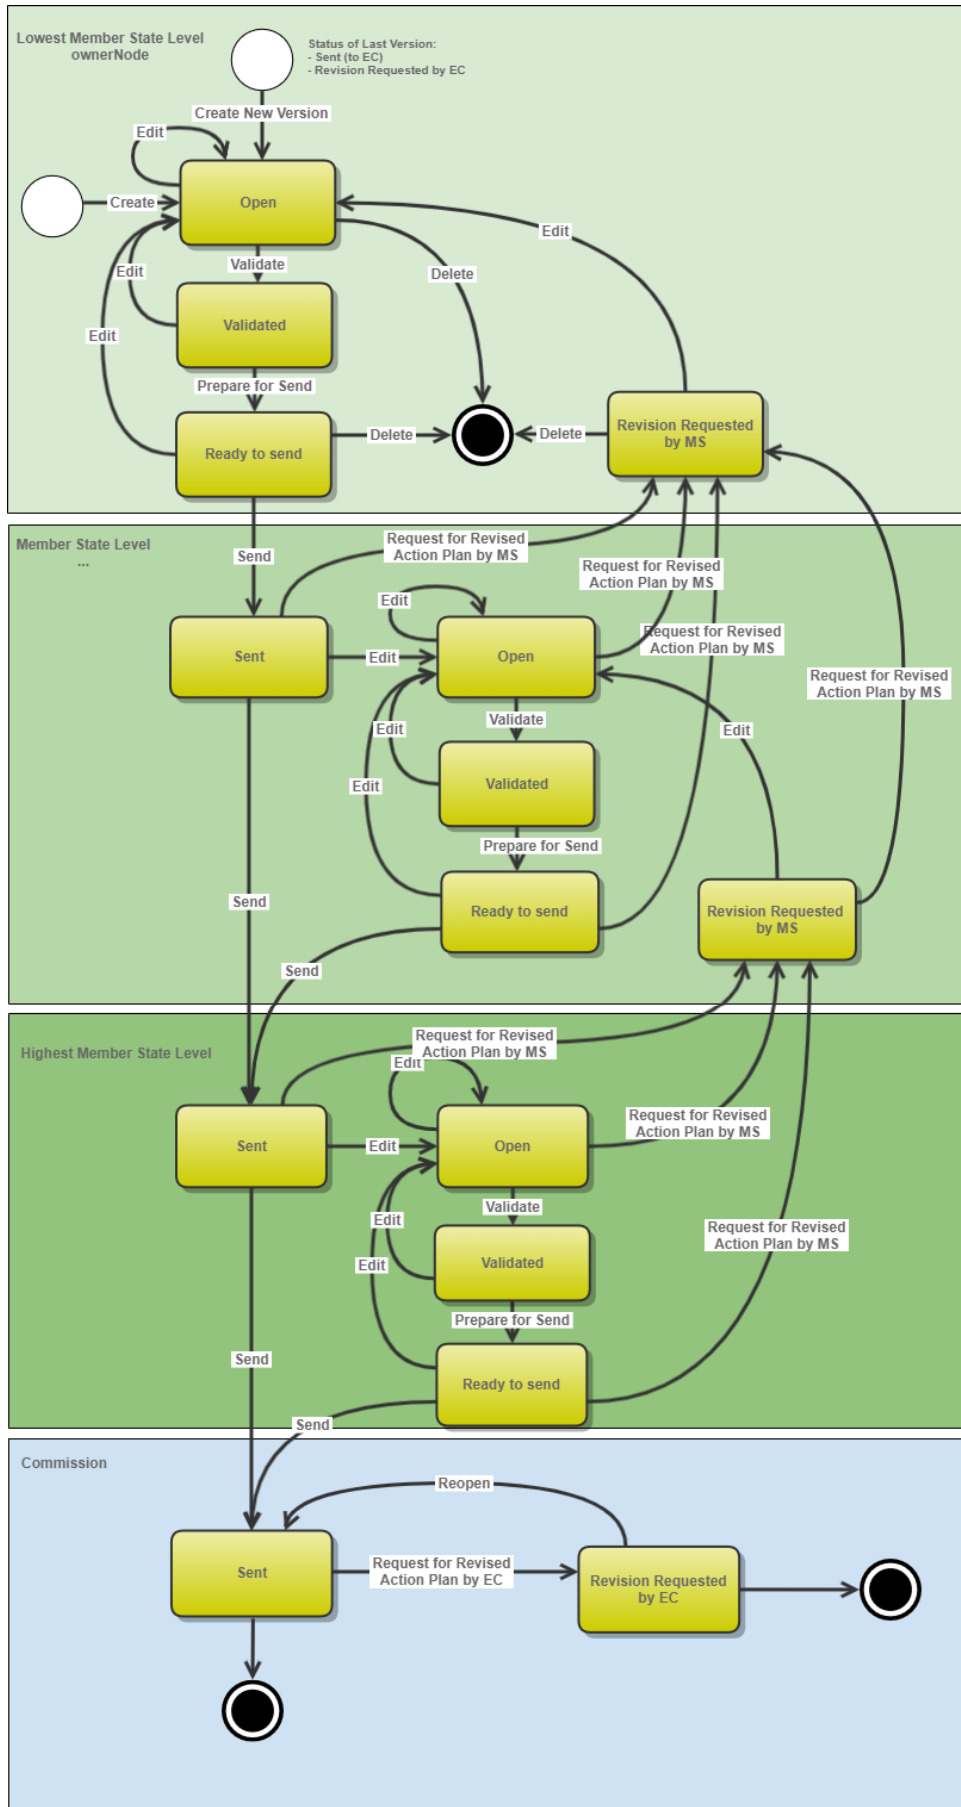 Lowest Member State Level
ownerNode
Status of Last Version:
- Sent (to EC)
- Revision Requested by EC
Create New Version
Edit
Create
Open
Edit
Validate
Delete
Edit
Validated
Edit
Prepare for Send
Ready to send
Delete
Delete
Revision Requested
by MS
Member State Level
...
Send
Request for Revised
Action Plan by MS
Request for Revised
Action Plan by MS
Edit
Sent
Edit
Open
Request for Revised
Action Plan by MS
Request for Revised
Action Plan by MS
Edit
Validate
Edit
Edit
Validated
Prepare for Send
Send
Ready to send
Revision Requested
by MS
Send
Highest Member State Level
Request for Revised
Action Plan by MS
Edit
Sent
Edit
Open
Request for Revised
Action Plan by MS
Validate
Edit
Edit
Validated
Request for Revised
Action Plan by MS
Prepare for Send
Send
Ready to send
Send
Commission
Reopen
Sent
Request for Revised
Action Plan by EC
Revision Requested
by EC